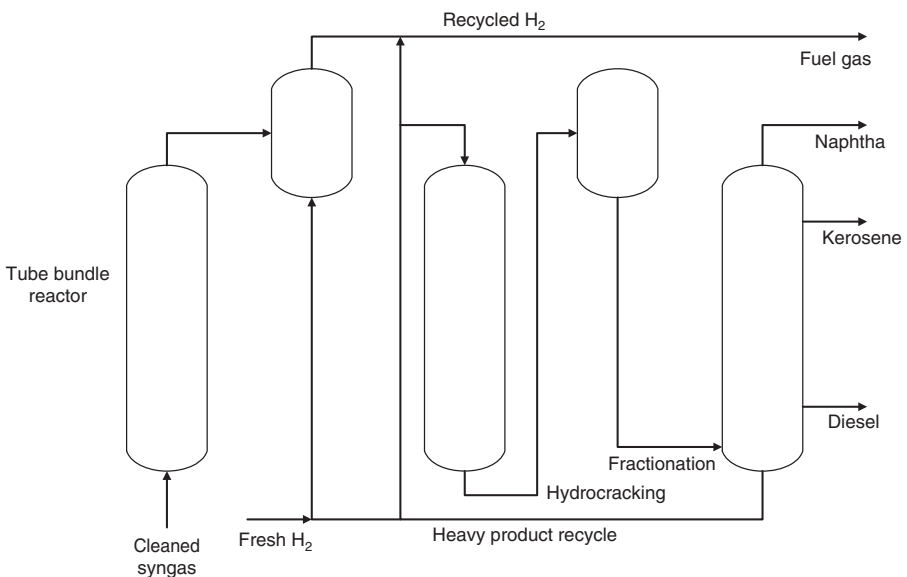 Recycled H2
Fuel gas
Naphtha
Kerosene
Tube bundle
reactor
Diesel
Fractionation
Hydrocracking
Heavy product recycle
Fresh H2
Cleaned
syngas